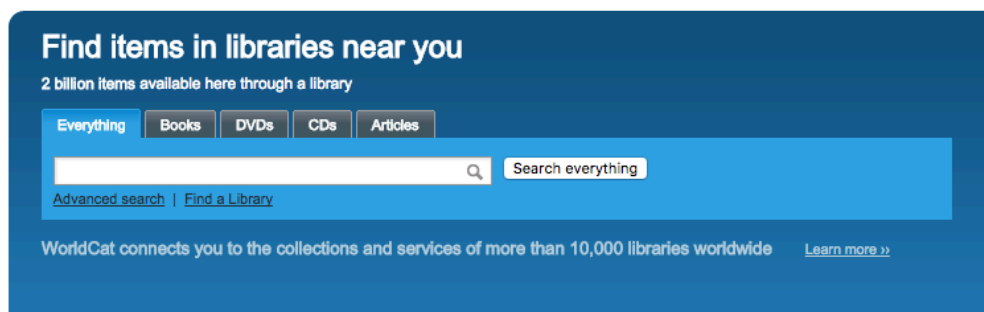 Find items in libraries near you
2 billion items available here through a library
Everything Books DVDs CDs Articles
Search everything
Advanced search | Find a Library
WorldCat connects you to the collections and services of more than 10,000 libraries worldwide Learn more ››